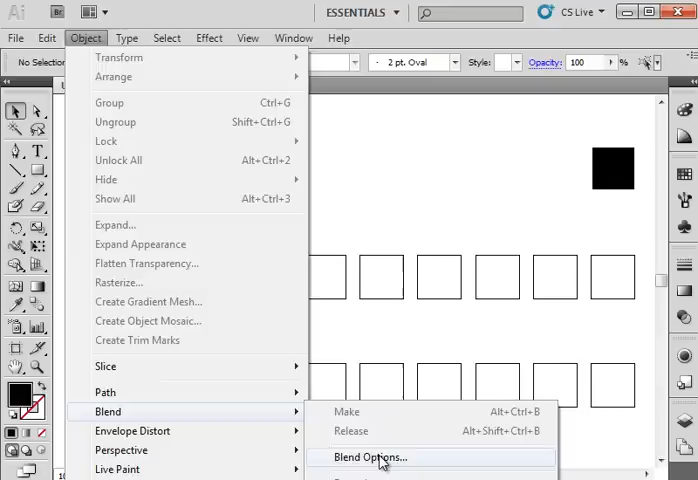 Ai Br ESSENTIALS CS Live
File Edit Object Type Select Effect View Window Help
No Selection 2 pt. Oval Style: Opacity: 100 %
Transform
Arrange
Group Ctrl+G
Ungroup Shift+Ctrl+G
Lock
Unlock All Alt+Ctrl+2
Hide
Show All Alt+Ctrl+3
Expand...
Expand Appearance
Flatten Transparency...
Rasterize...
Create Gradient Mesh...
Create Object Mosaic...
Create Trim Marks
Slice
Path
Blend
Envelope Distort
Perspective
Live Paint
Make Alt+Ctrl+B
Release Alt+Shift+Ctrl+B
Blend Options...